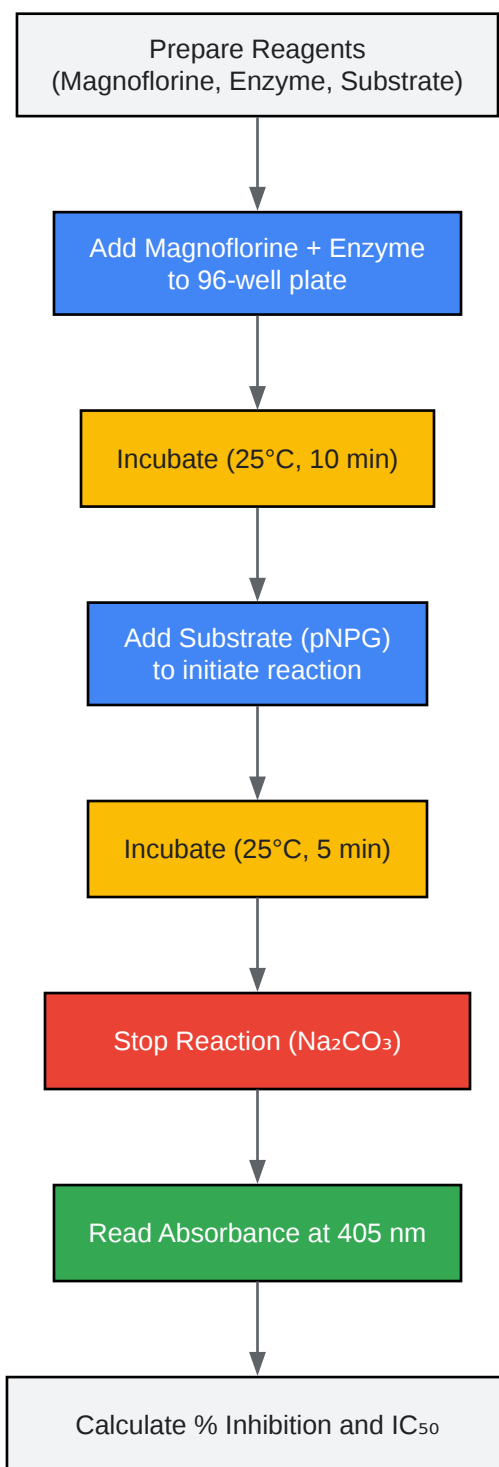 Prepare Reagents
(Magnoflorine, Enzyme, Substrate)
Add Magnoflorine + Enzyme
to 96-well plate
Incubate (25°C, 10 min)
Add Substrate (pNPG)
to initiate reaction
Incubate (25°C, 5 min)
Stop Reaction (Na₂CO₃)
Read Absorbance at 405 nm
Calculate % Inhibition and IC₅₀